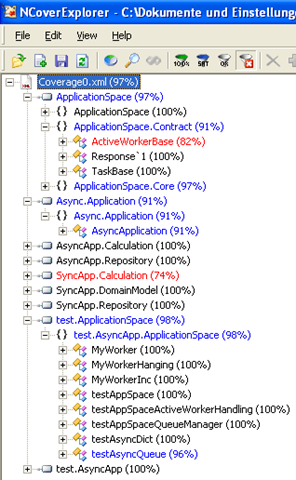 NCoverExplorer - C:\Dokumente und Einstellung
File Edit View Help
Coverage0.xml (97%)
ApplicationSpace (97%)
{} ApplicationSpace (100%)
{} ApplicationSpace.Contract (91%)
ActiveWorkerBase (82%)
Response`1 (100%)
TaskBase (100%)
{} ApplicationSpace.Core (97%)
Async.Application (91%)
{} Async.Application (91%)
AsyncApplication (91%)
AsyncApp.Calculation (100%)
AsyncApp.Repository (100%)
SyncApp.Calculation (74%)
SyncApp.DomainModel (100%)
SyncApp.Repository (100%)
test.ApplicationSpace (98%)
{} test.AsyncApp.ApplicationSpace (98%)
MyWorker (100%)
MyWorkerHanging (100%)
MyWorkerInc (100%)
testAppSpace (100%)
testAppSpaceActiveWorkerHandling (100%)
testAppSpaceQueueManager (100%)
testAsyncDict (100%)
testAsyncQueue (96%)
test.AsyncApp (100%)